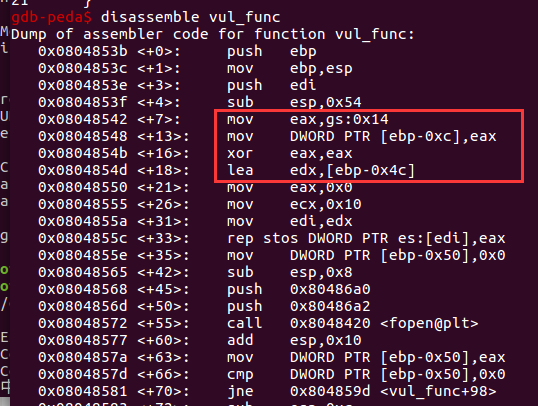 21 }
gdb-peda$ disassemble vul_func
Dump of assembler code for function vul_func:
0x0804853b <+0>: push ebp
0x0804853c <+1>: mov ebp,esp
0x0804853e <+3>: push edi
0x0804853f <+4>: sub esp,0x54
0x08048542 <+7>: mov eax,gs:0x14
0x08048548 <+13>: mov DWORD PTR [ebp-0xc],eax
0x0804854b <+16>: xor eax,eax
0x0804854d <+18>: lea edx,[ebp-0x4c]
0x08048550 <+21>: mov eax,0x0
0x08048555 <+26>: mov ecx,0x10
0x0804855a <+31>: mov edi,edx
0x0804855c <+33>: rep stos DWORD PTR es:[edi],eax
0x0804855e <+35>: mov DWORD PTR [ebp-0x50],0x0
0x08048565 <+42>: sub esp,0x8
0x08048568 <+45>: push 0x80486a0
0x0804856d <+50>: push 0x80486a2
0x08048572 <+55>: call 0x8048420 <fopen@plt>
0x08048577 <+60>: add esp,0x10
0x0804857a <+63>: mov DWORD PTR [ebp-0x50],eax
0x0804857d <+66>: cmp DWORD PTR [ebp-0x50],0x0
0x08048581 <+70>: jne 0x804859d <vul_func+98>